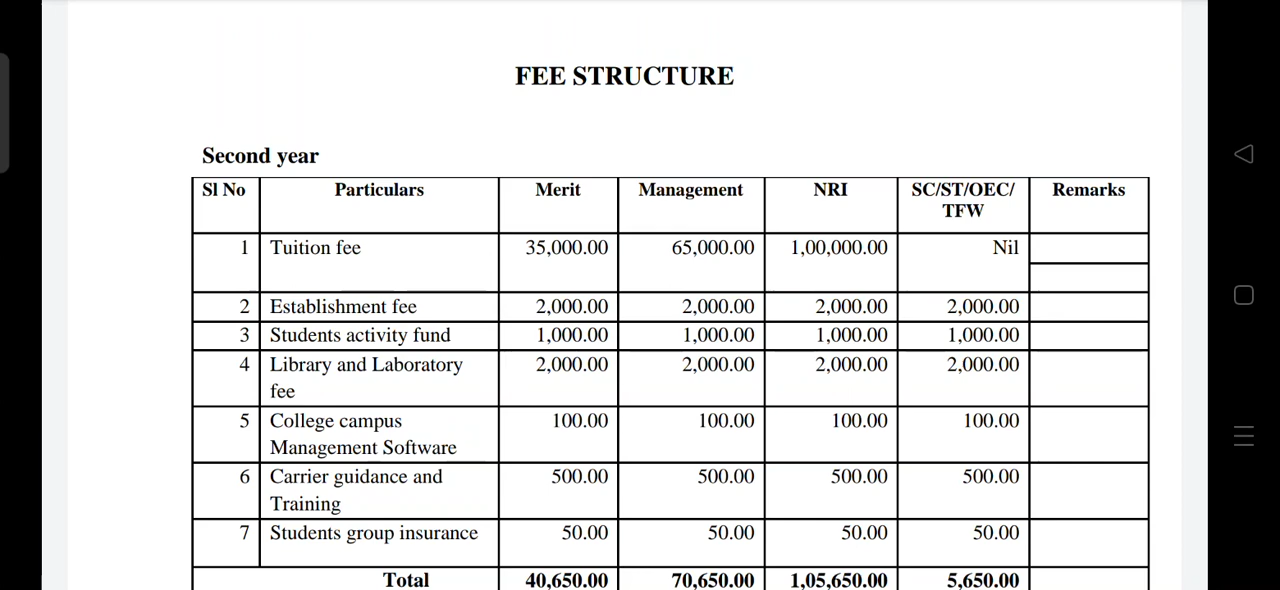 FEE STRUCTURE
Second year
Sl No Particulars Merit Management NRI SC/ST/OEC/ Remarks
TFW
1 Tuition fee 35,000.00 65,000.00 1,00,000.00 Nil
2 Establishment fee 2,000.00 2,000.00 2,000.00 2,000.00
3 Students activity fund 1,000.00 1,000.00 1,000.00 1,000.00
4 Library and Laboratory 2,000.00 2,000.00 2,000.00 2,000.00
fee
5 College campus 100.00 100.00 100.00 100.00
Management Software
6 Carrier guidance and 500.00 500.00 500.00 500.00
Training
7 Students group insurance 50.00 50.00 50.00 50.00
Total 40,650.00 70,650.00 1,05,650.00 5,650.00